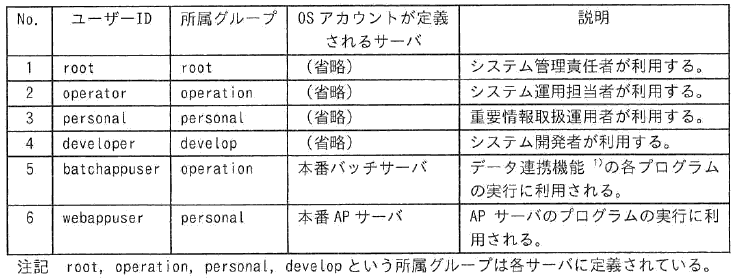 No. ユーザーID 所属グループ OSアカウントが定義されるサーバ 説明
1 root root （省略） システム管理責任者が利用する。
2 operator operation （省略） システム運用担当者が利用する。
3 personal personal （省略） 重要情報取扱運用者が利用する。
4 developer develop （省略） システム開発者が利用する。
5 batchappuser operation 本番バッチサーバ データ連携機能¹⁾の各プログラム
の実行に利用される。
6 webappuser personal 本番APサーバ APサーバのプログラムの実行に利
用される。
注記 root, operation, personal, developという所属グループは各サーバに定義されている。